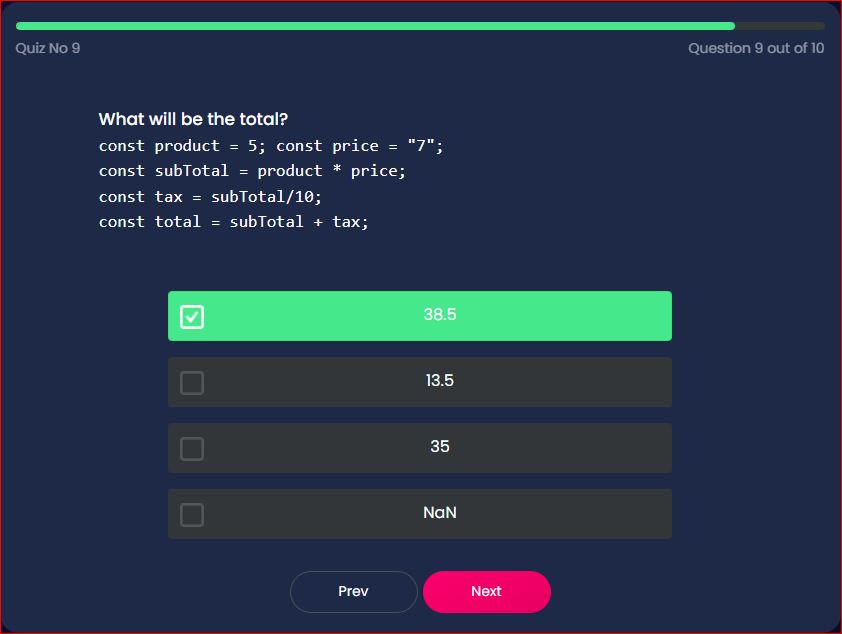 Quiz No 9
Question 9 out of 10
What will be the total?
const product = 5; const price = "7";
const subTotal = product * price;
const tax = subTotal/10;
const total = subTotal + tax;
38.5
13.5
35
NaN
Prev
Next